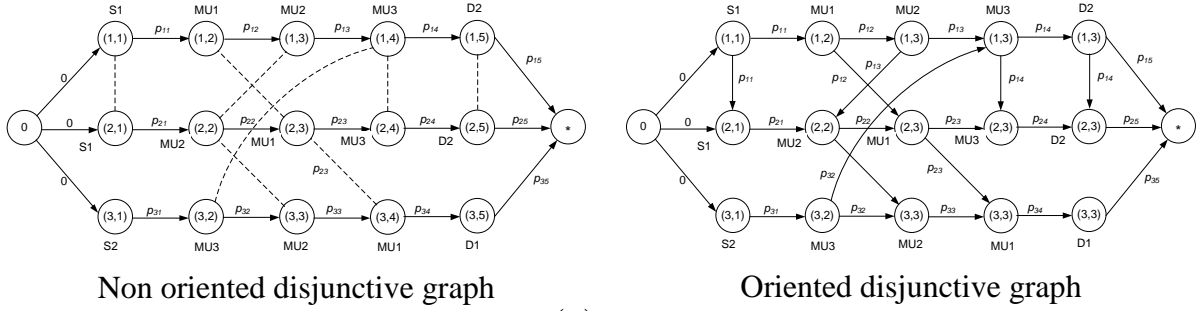 S1 MU1 MU2 MU3 D2
(1,1) p11 (1,2) p12 (1,3) p13 (1,4) p14 (1,5)
0 p15
0 0 (2,1) p21 (2,2) p22 (2,3) p23 (2,4) p24 (2,5) p25 *
S1 MU2 MU1 MU3 D2
p23
0 p35
(3,1) p31 (3,2) p32 (3,3) p33 (3,4) p34 (3,5)
S2 MU3 MU2 MU1 D1
Non oriented disjunctive graph
S1 MU1 MU2 MU3 D2
(1,1) p11 (1,2) p12 (1,3) p13 (1,3) p14 (1,3)
0 p11 p12 p13 p14 p14 p15
0 0 (2,1) p21 (2,2) p22 (2,3) p23 (2,3) p24 (2,3) p25 *
S1 MU2 MU1 MU3 D2
0 p32 p23 p35
(3,1) p31 (3,2) p32 (3,3) p33 (3,3) p34 (3,3)
S2 MU3 MU2 MU1 D1
Oriented disjunctive graph